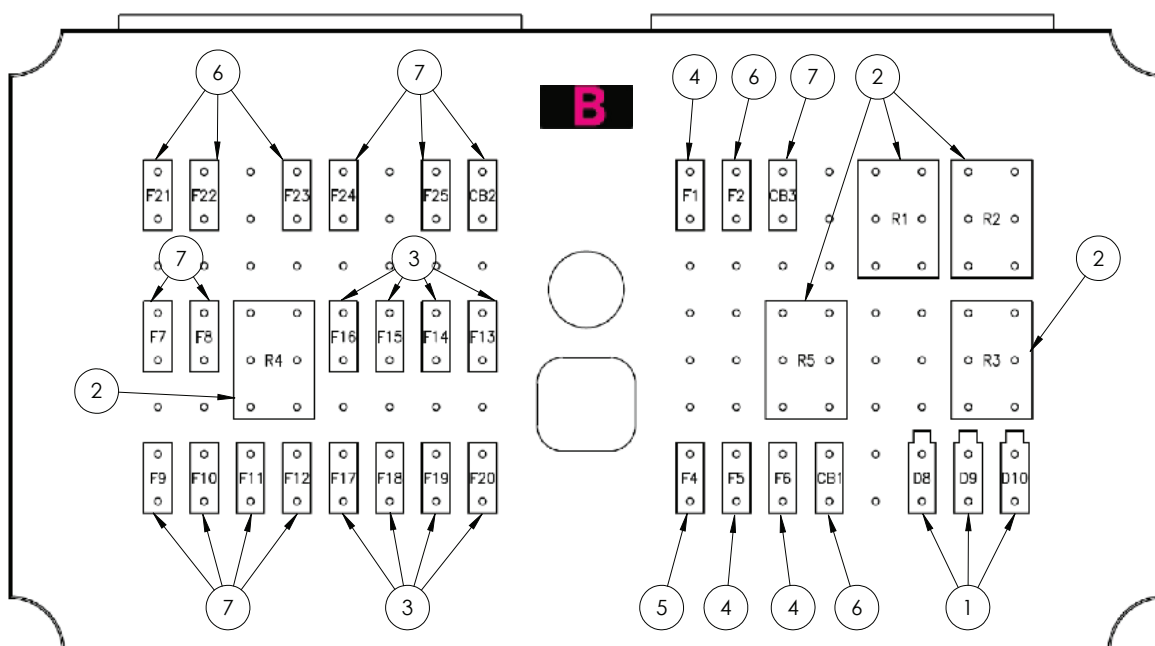 6 7 B 4 6 7 2
F21 F22 F23 F24 F25 CB2 F1 F2 CB3 R1 R2
7 3 2
F7 F8 R4 F16 F15 F14 F13 R5 R3
2
F9 F10 F11 F12 F17 F18 F19 F20 F4 F5 F6 CB1 D8 D9 D10
7 3 5 4 4 6 1